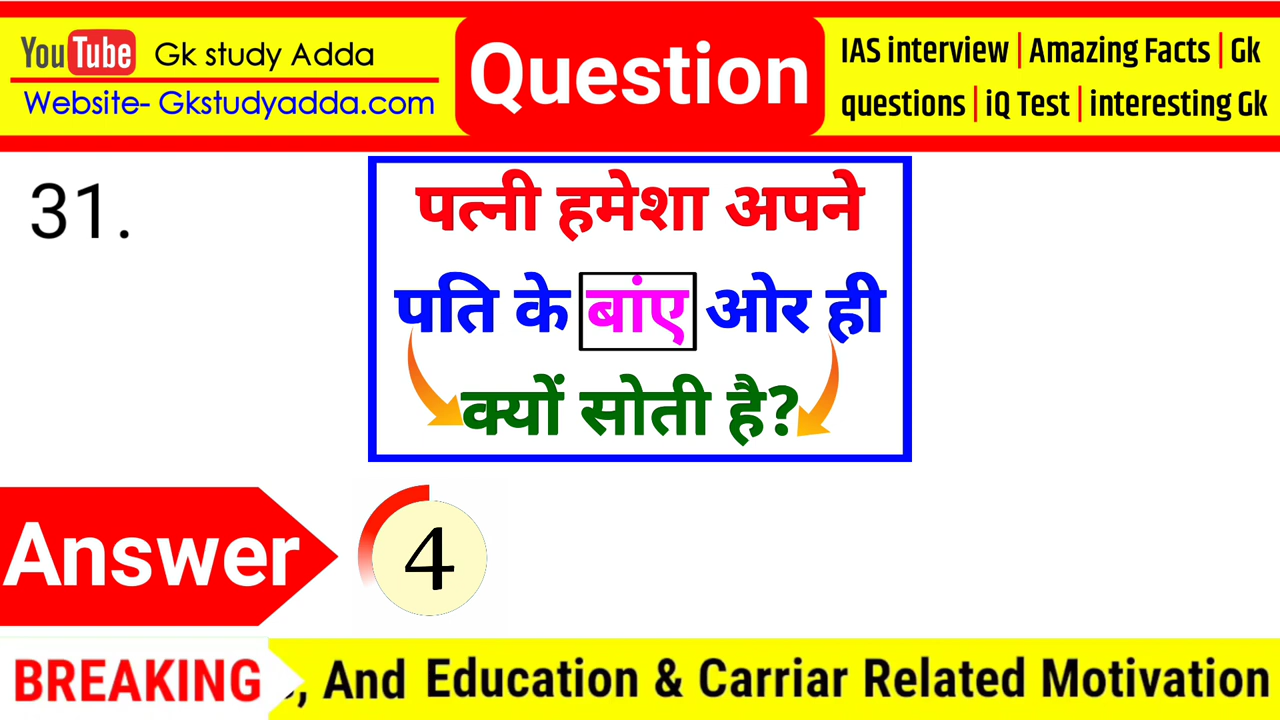 YouTube Gk study Adda
Website- Gkstudyadda.com
Question
IAS interview | Amazing Facts | Gk
questions | iQ Test | interesting Gk
31.
पत्नी हमेशा अपने
पति के बांए ओर ही
क्यों सोती है?
Answer
4
BREAKING , And Education & Carriar Related Motivation